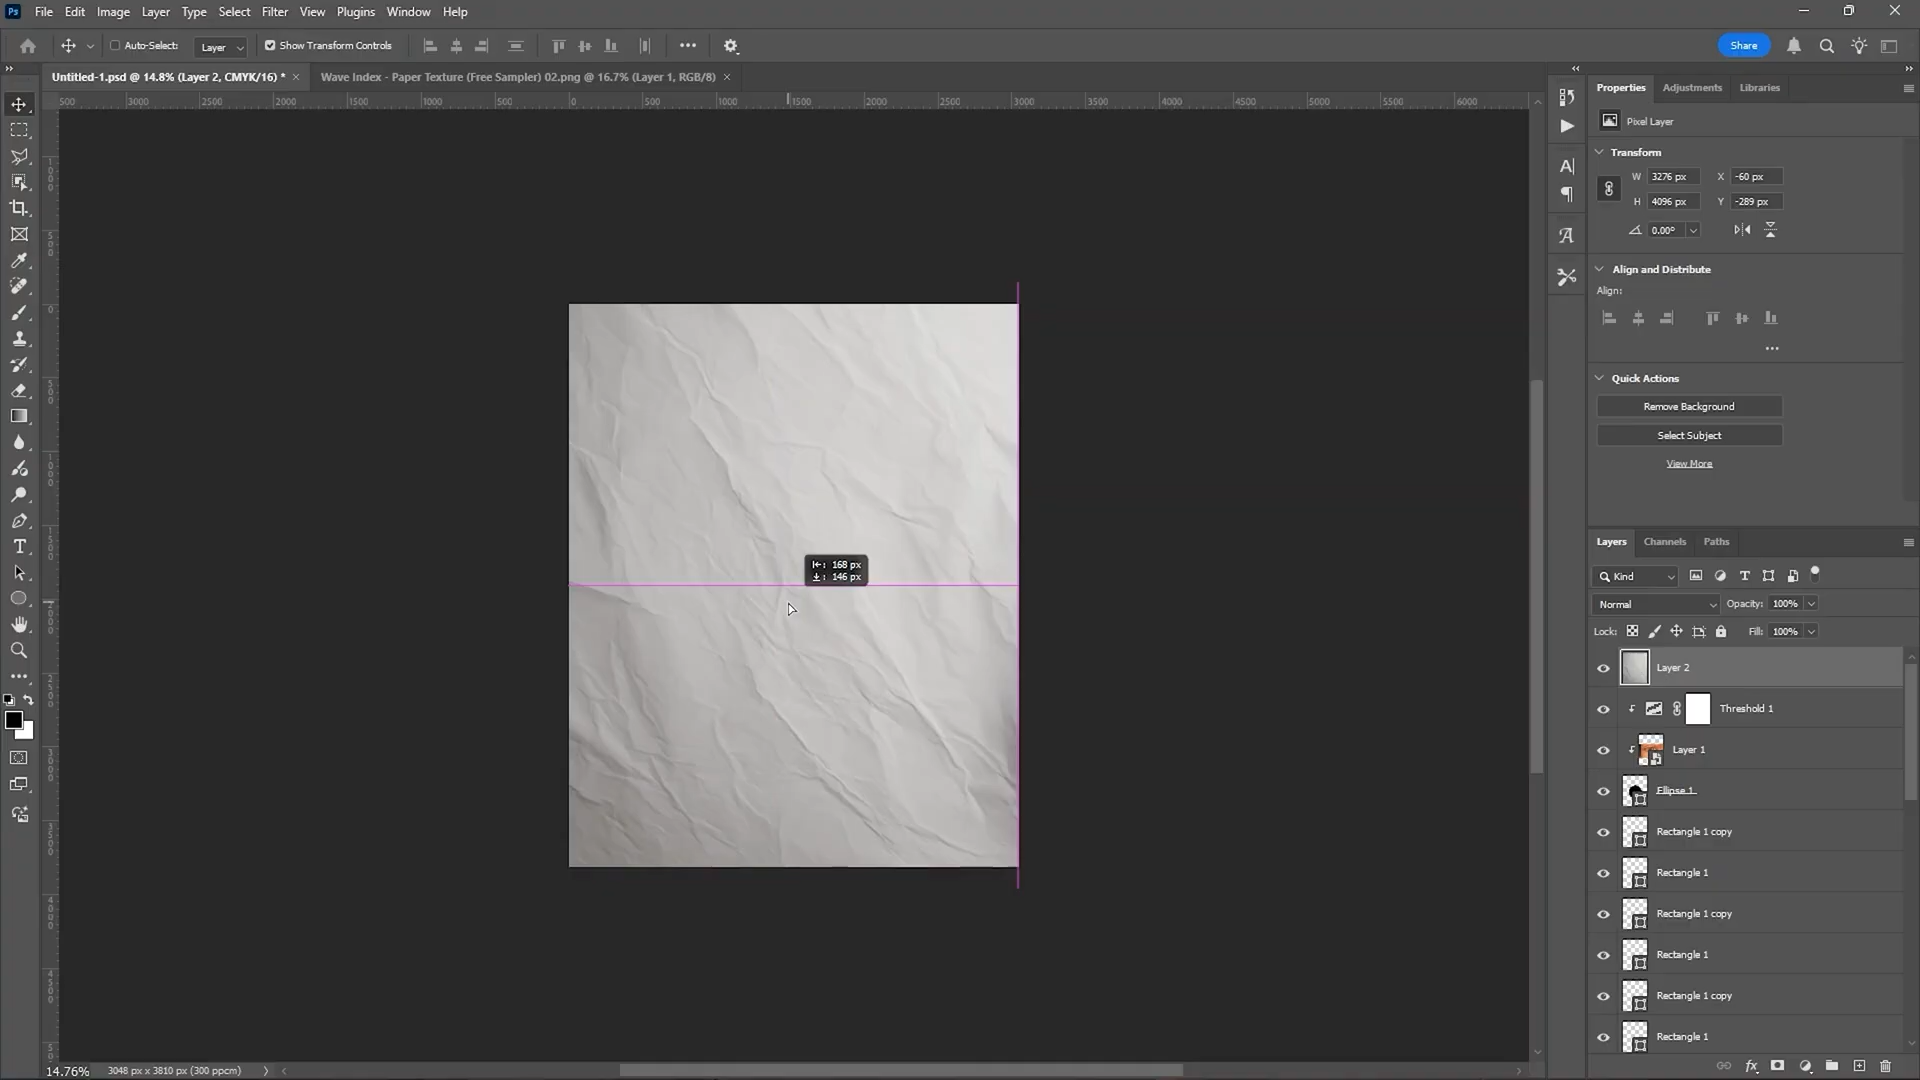 Ps File Edit Image Layer Type Select Filter View Plugins Window Help
Auto-Select: Layer Show Transform Controls Share
Untitled-1.psd @ 14.8% (Layer 2, CMYK/16) * × Wave Index - Paper Texture (Free Sampler) 02.png @ 16.7% (Layer 1, RGB/8) ×
500 3000 2500 2000 1500 1000 500 0 500 1000 1500 2000 2500 3000 3500 4000 4500 5000 5500 6000
Properties Adjustments Libraries
Pixel Layer
Transform
W 3276 px X -60 px
H 4096 px Y -289 px
0.00°
Align and Distribute
Align:
Quick Actions
Remove Background
Select Subject
View More
168 px
146 px
Layers Channels Paths
Kind
Normal Opacity: 100%
Lock: Fill: 100%
Layer 2
Threshold 1
Layer 1
Ellipse 1
Rectangle 1 copy
Rectangle 1
Rectangle 1 copy
Rectangle 1
Rectangle 1 copy
Rectangle 1
14.76% 3048 px x 3810 px (300 ppcm)